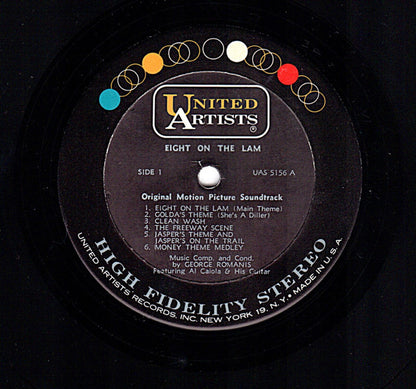 UNITED
ARTISTS
®
EIGHT ON THE LAM
SIDE 1 UAS 5156 A
Original Motion Picture Soundtrack
1. EIGHT ON THE LAM (Main Theme)
2. GOLDA'S THEME (She's A Diller)
3. CLEAN WASH
4. THE FREEWAY SCENE
5. JASPER'S THEME AND
JASPER'S ON THE TRAIL
6. MONEY THEME MEDLEY
Music Comp. and Cond.
by GEORGE ROMANIS
Featuring Al Caiola & His Guitar
HIGH FIDELITY STEREO
UNITED ARTISTS RECORDS, INC. NEW YORK 19, N.Y. • MADE IN U.S.A.